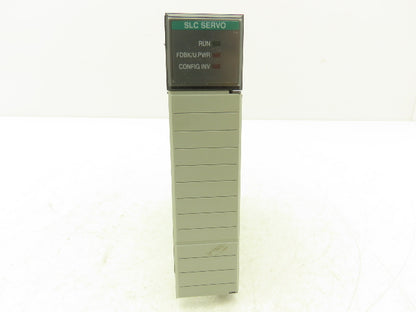 SLC SERVO
RUN
FDBK/U.PWR
CONFIG INV